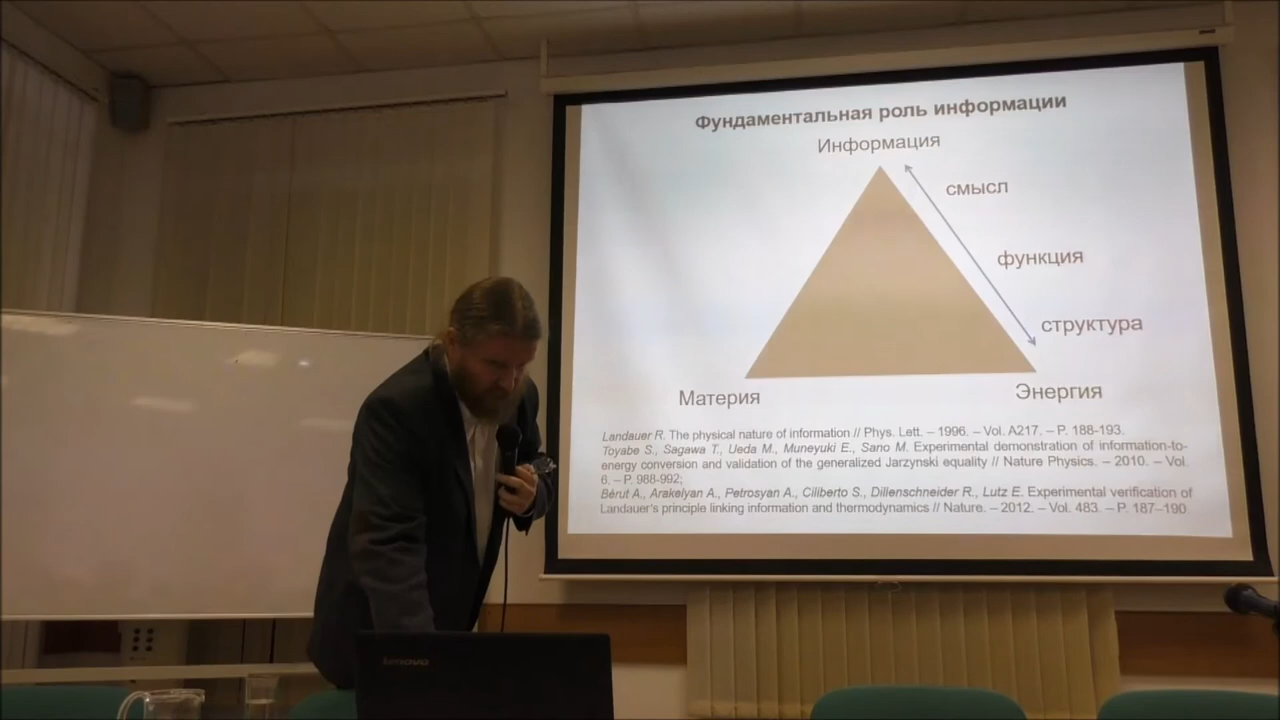 Фундаментальная роль информации
Информация
смысл
функция
структура
Материя
Энергия
Landauer R. The physical nature of information // Phys. Lett. – 1996. – Vol. A217. – P. 188-193.
Toyabe S., Sagawa T., Ueda M., Muneyuki E., Sano M. Experimental demonstration of information-to-
energy conversion and validation of the generalized Jarzynski equality // Nature Physics. – 2010. – Vol.
6. – P. 988-992;
Bérut A., Arakelyan A., Petrosyan A., Ciliberto S., Dillenschneider R., Lutz E. Experimental verification of
Landauer's principle linking information and thermodynamics // Nature. – 2012. – Vol. 483. – P. 187–190.
lenovo